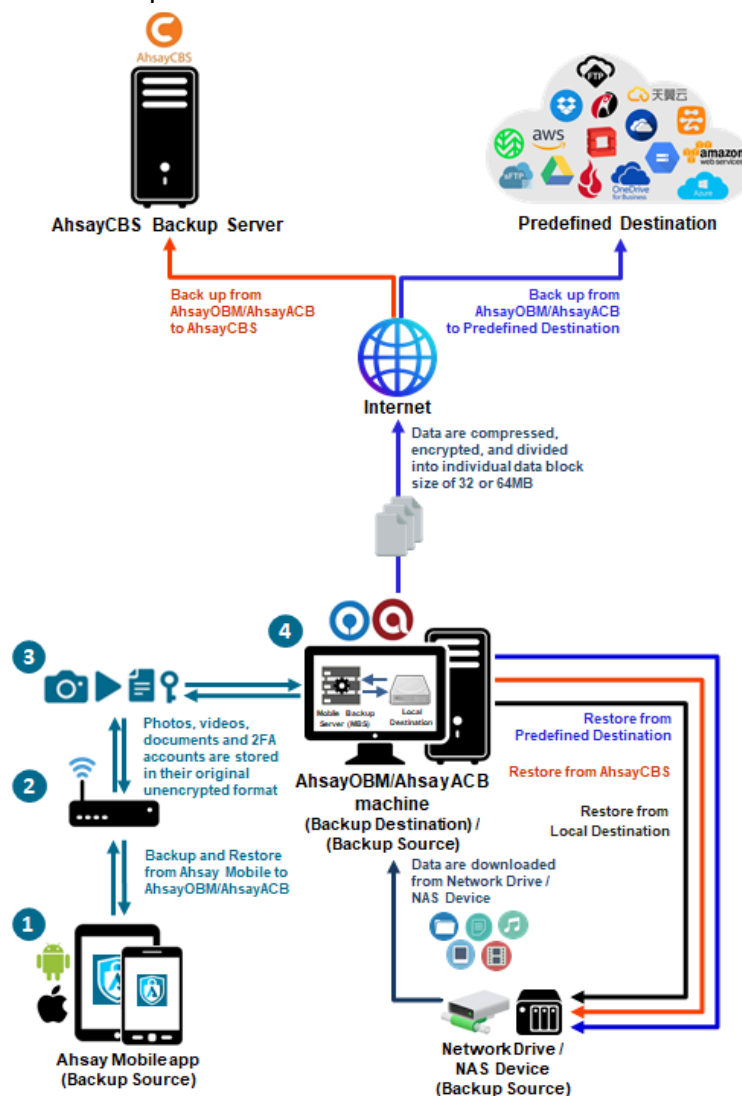 AhsayCBS
AhsayCBS Backup Server
FTP
天翼云
aws
amazon
web services
sFTP
OneDrive
for Business
Azure
Predefined Destination
Back up from
AhsayOBM/AhsayACB
to AhsayCBS
Back up from
AhsayOBM/AhsayACB
to Predefined Destination
Internet
Data are compressed,
encrypted, and divided
into individual data block
size of 32 or 64MB
4
3
Mobile Backup
Server (MBS)
Local
Destination
Photos, videos,
documents and 2FA
accounts are stored
in their original
unencrypted format
2
AhsayOBM/AhsayACB
machine
(Backup Destination) /
(Backup Source)
Restore from
Predefined Destination
Restore from AhsayCBS
Restore from
Local Destination
Backup and Restore
from Ahsay Mobile to
AhsayOBM/AhsayACB
Data are downloaded
from Network Drive /
NAS Device
1
Ahsay Mobile app
(Backup Source)
Network Drive /
NAS Device
(Backup Source)